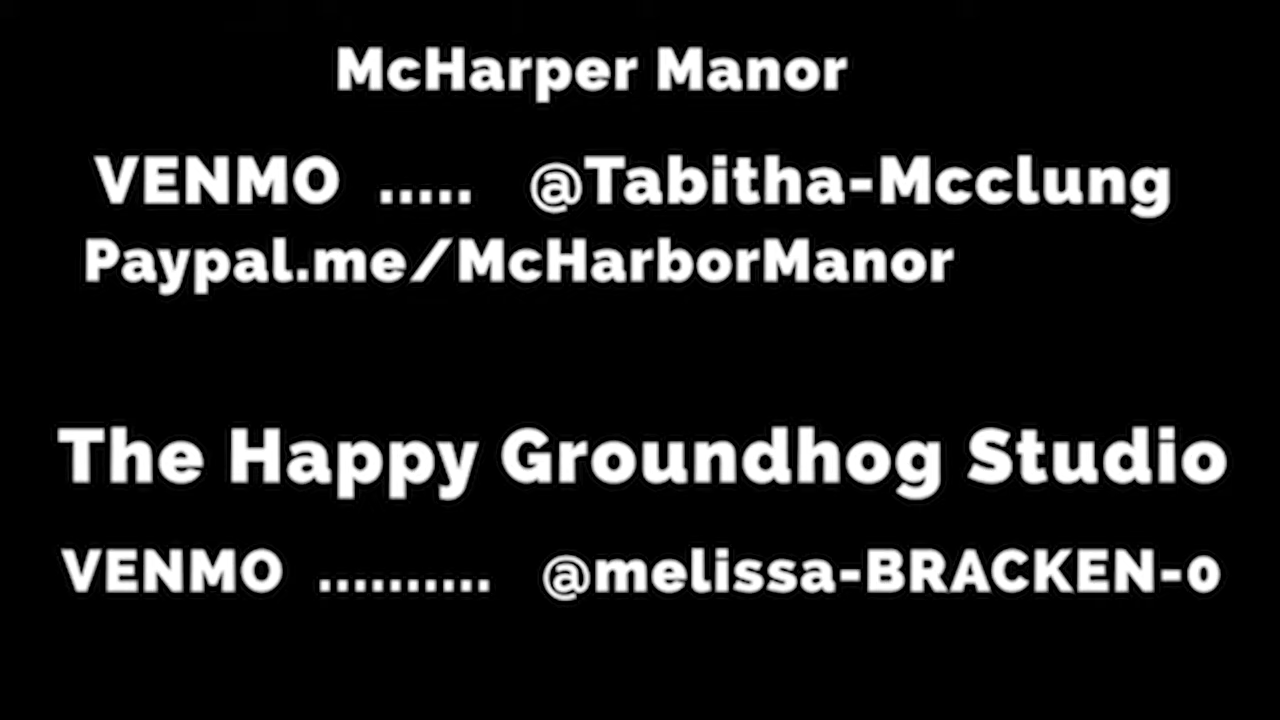 McHarper Manor
VENMO ..... @Tabitha-Mcclung
Paypal.me/McHarborManor
The Happy Groundhog Studio
VENMO .......... @melissa-BRACKEN-0